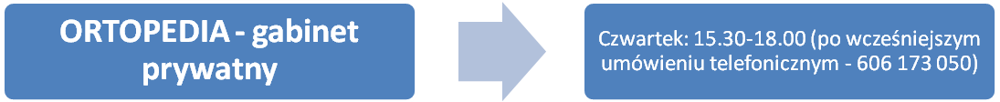 ORTOPEDIA - gabinet
prywatny
Czwartek: 15.30-18.00 (po wcześniejszym
umówieniu telefonicznym - 606 173 050)